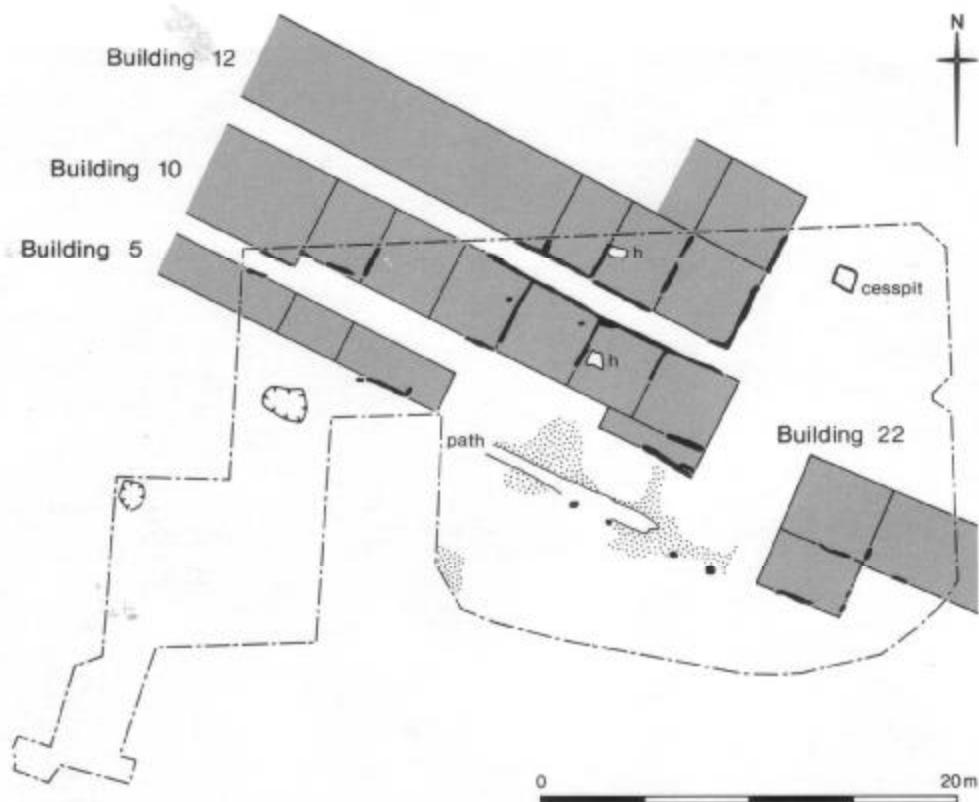 N
Building 12
Building 10
Building 5
h
cesspit
h
path
Building 22
0 20m